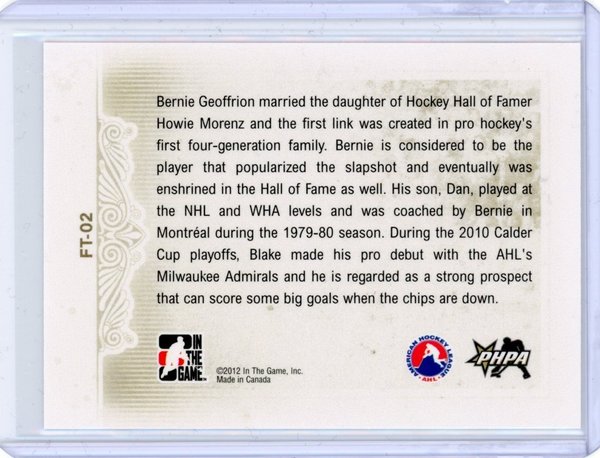 Bernie Geoffrion married the daughter of Hockey Hall of Famer
Howie Morenz and the first link was created in pro hockey's
first four-generation family. Bernie is considered to be the
player that popularized the slapshot and eventually was
enshrined in the Hall of Fame as well. His son, Dan, played at
the NHL and WHA levels and was coached by Bernie in
Montréal during the 1979-80 season. During the 2010 Calder
Cup playoffs, Blake made his pro debut with the AHL's
Milwaukee Admirals and he is regarded as a strong prospect
that can score some big goals when the chips are down.
FT-02
IN
THE
GAME
©2012 In The Game, Inc.
Made in Canada
AMERICAN HOCKEY LEAGUE
AHL
PHPA